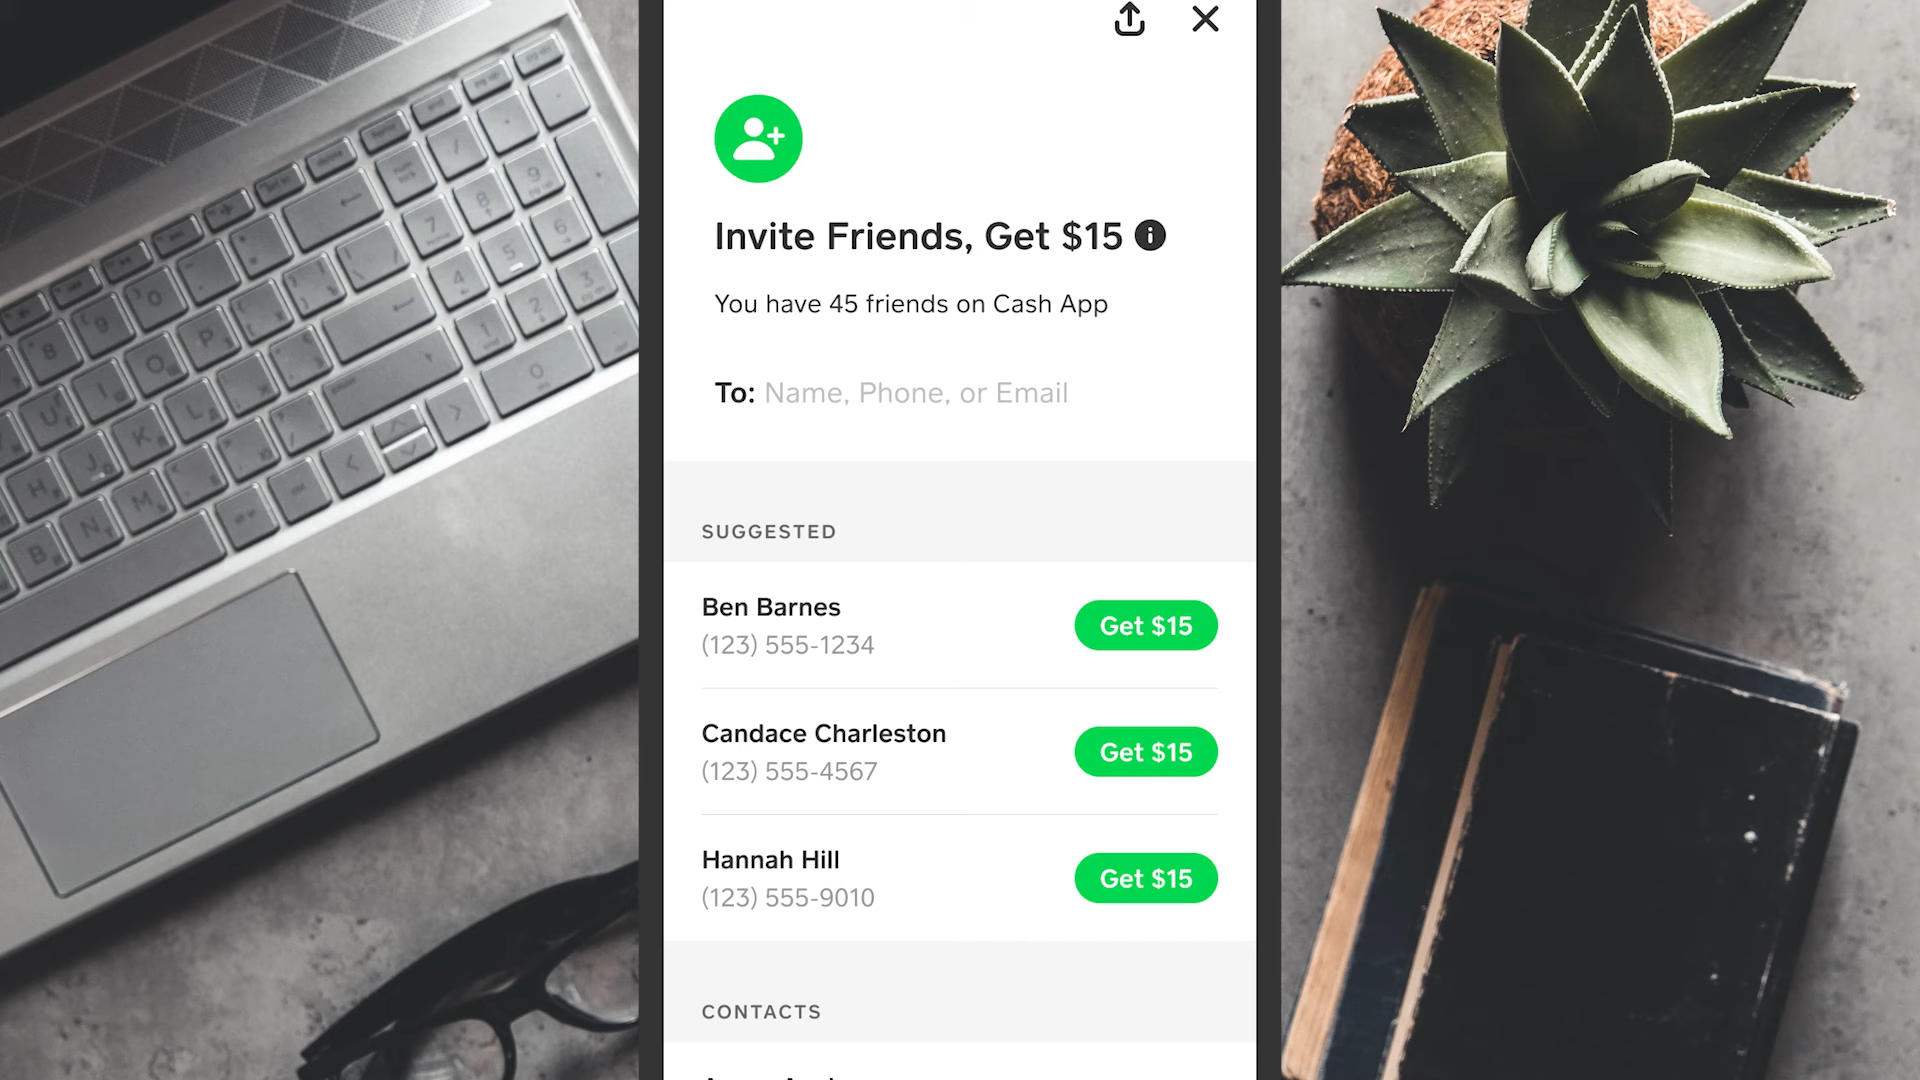 Invite Friends, Get $15
You have 45 friends on Cash App
To: Name, Phone, or Email
SUGGESTED
Ben Barnes
(123) 555-1234
Get $15
Candace Charleston
(123) 555-4567
Get $15
Hannah Hill
(123) 555-9010
Get $15
CONTACTS